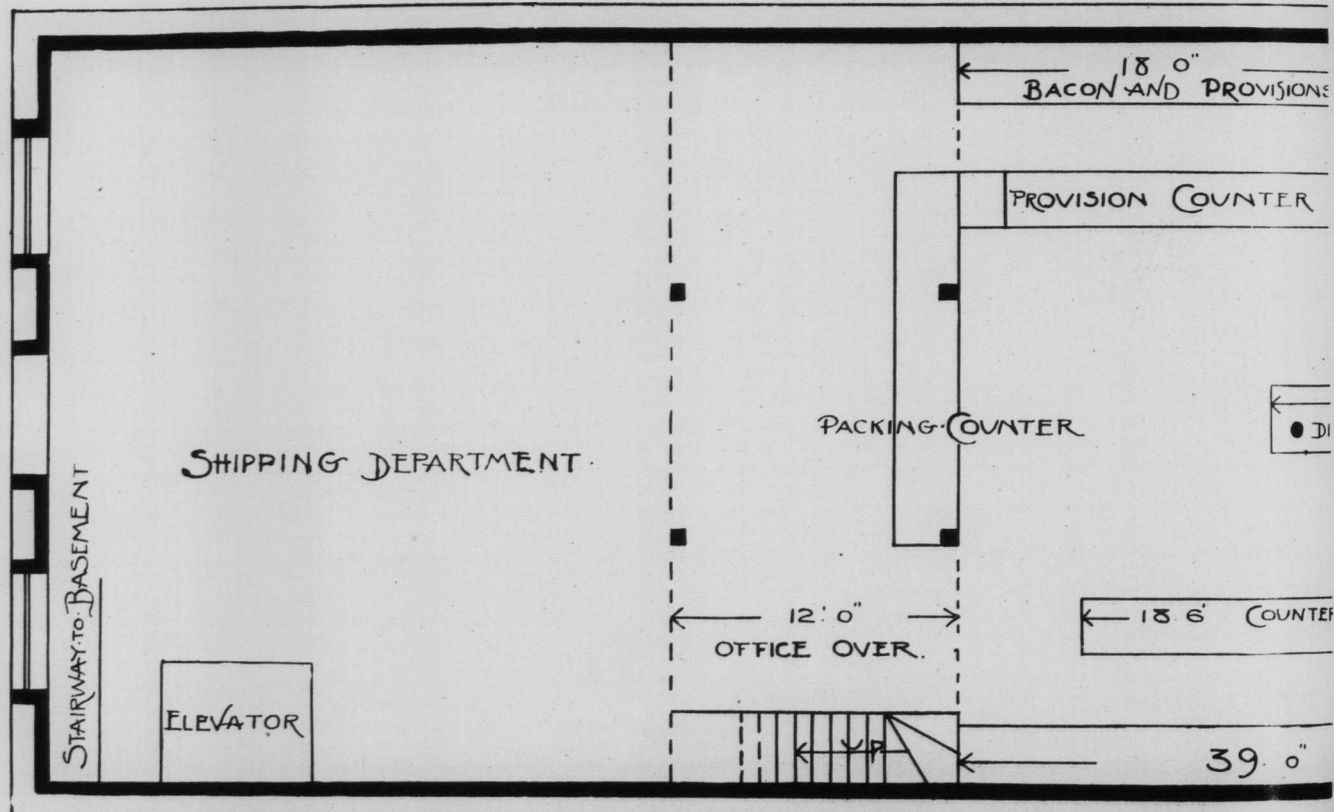 18 0"
BACON AND PROVISIONS
PROVISION COUNTER
PACKING·COUNTER
DI
SHIPPING DEPARTMENT
STAIRWAY·TO·BASEMENT
12'·0"
OFFICE OVER.
18.6' COUNTER
ELEVATOR
UP
39·0"